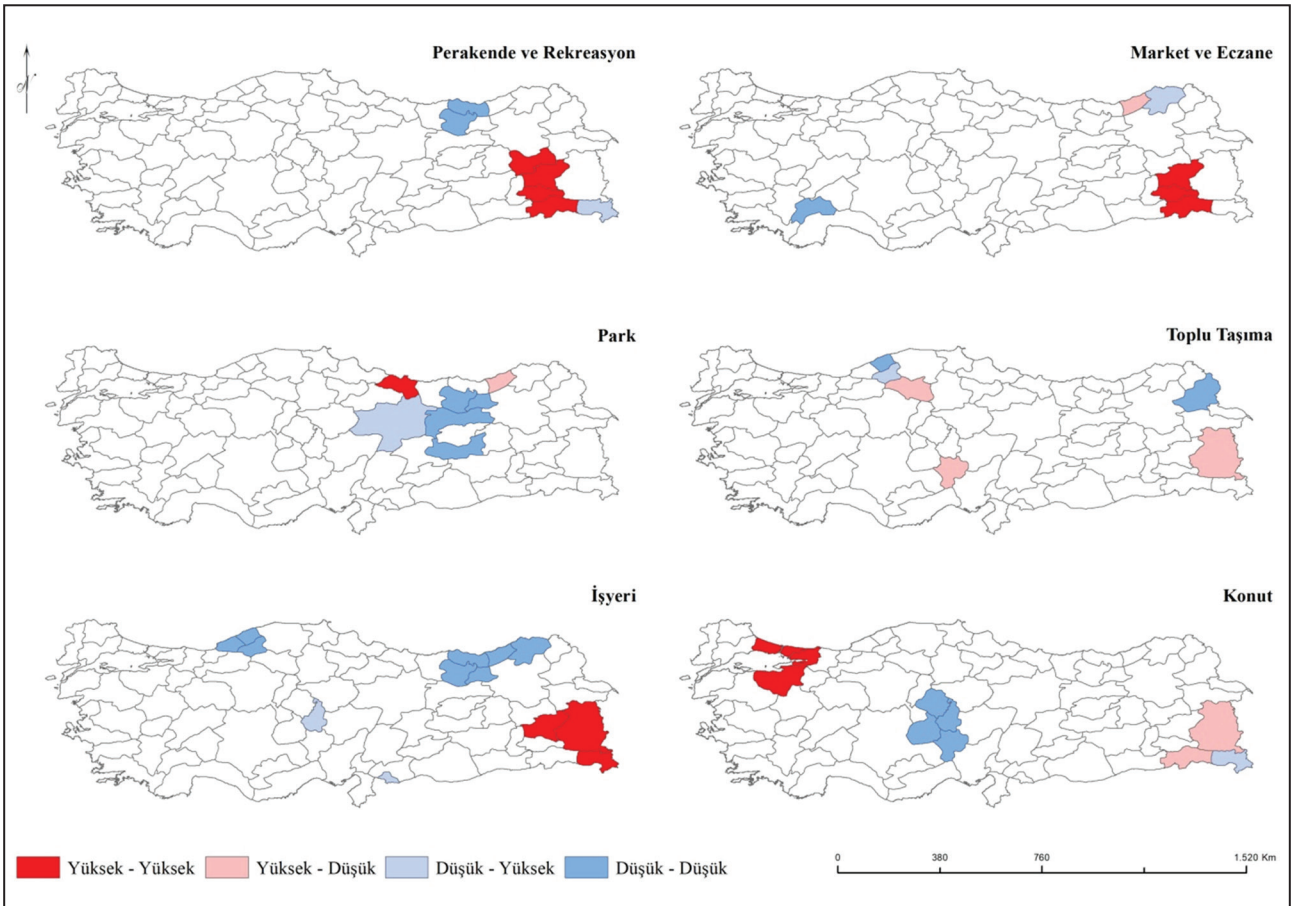 Perakende ve Rekreasyon
Market ve Eczane
N
Park
Toplu Taşıma
İşyeri
Konut
Yüksek - Yüksek
Yüksek - Düşük
Düşük - Yüksek
Düşük - Düşük
0 380 760 1.520 Km